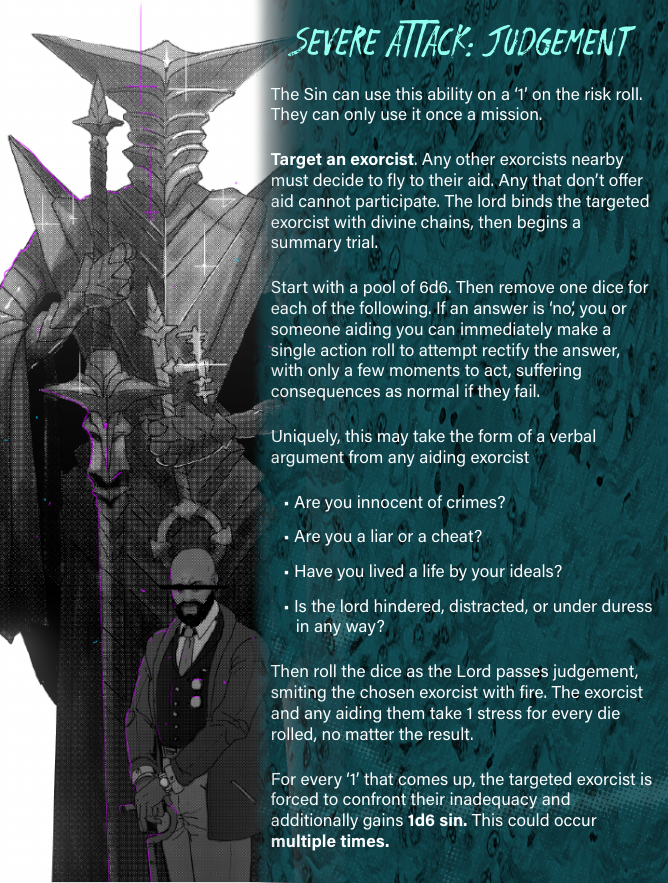 SEVERE ATTACK: JUDGEMENT
The Sin can use this ability on a ‘1’ on the risk roll.
They can only use it once a mission.
Target an exorcist. Any other exorcists nearby
must decide to fly to their aid. Any that don’t offer
aid cannot participate. The lord binds the targeted
exorcist with divine chains, then begins a
summary trial.
Start with a pool of 6d6. Then remove one dice for
each of the following. If an answer is ‘no’, you or
someone aiding you can immediately make a
single action roll to attempt rectify the answer,
with only a few moments to act, suffering
consequences as normal if they fail.
Uniquely, this may take the form of a verbal
argument from any aiding exorcist
• Are you innocent of crimes?
• Are you a liar or a cheat?
• Have you lived a life by your ideals?
• Is the lord hindered, distracted, or under duress
in any way?
Then roll the dice as the Lord passes judgement,
smiting the chosen exorcist with fire. The exorcist
and any aiding them take 1 stress for every die
rolled, no matter the result.
For every ‘1’ that comes up, the targeted exorcist is
forced to confront their inadequacy and
additionally gains 1d6 sin. This could occur
multiple times.